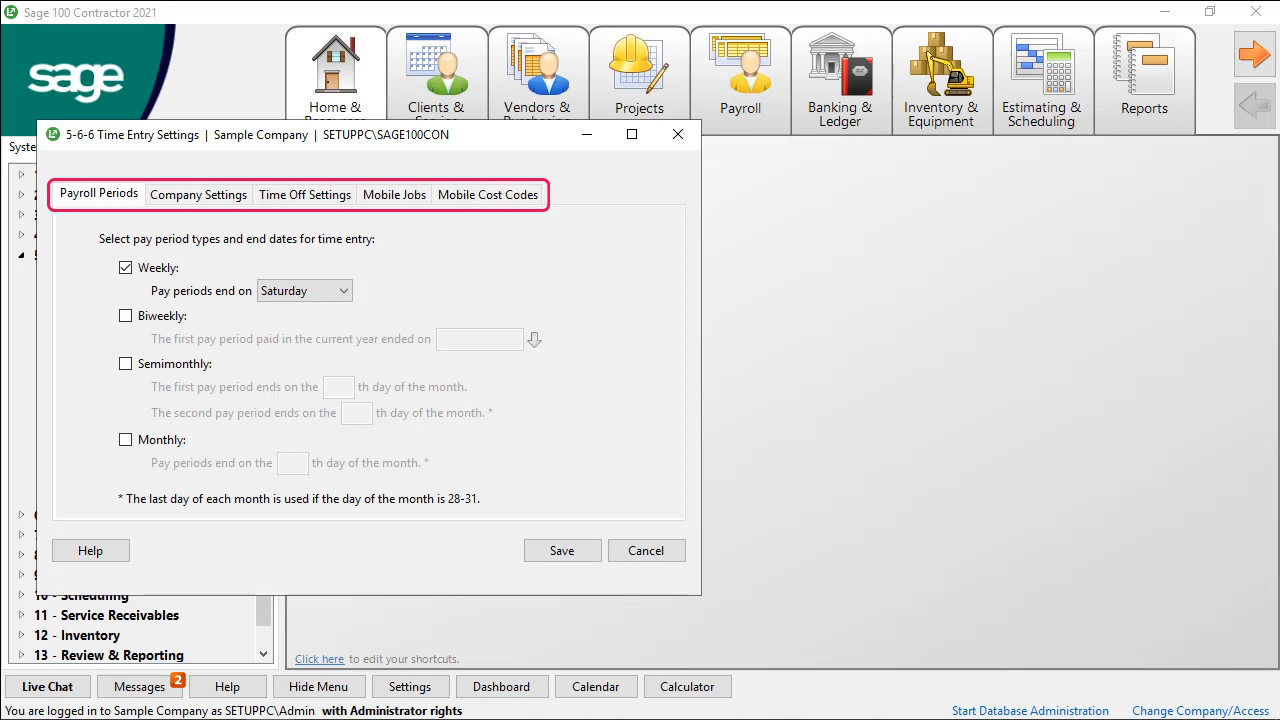 Sage 100 Contractor 2021
sage
Home &
Clients &
Vendors &
Projects
Payroll
Banking &
Ledger
Inventory &
Equipment
Estimating &
Scheduling
Reports
5-6-6 Time Entry Settings | Sample Company | SETUPPC\SAGE100CON
Payroll Periods
Company Settings
Time Off Settings
Mobile Jobs
Mobile Cost Codes
Select pay period types and end dates for time entry:
Weekly:
Pay periods end on Saturday
Biweekly:
The first pay period paid in the current year ended on
Semimonthly:
The first pay period ends on the th day of the month.
The second pay period ends on the th day of the month. *
Monthly:
Pay periods end on the th day of the month. *
* The last day of each month is used if the day of the month is 28-31.
Help
Save
Cancel
10 - Scheduling
11 - Service Receivables
12 - Inventory
13 - Review & Reporting
Click here to edit your shortcuts.
Live Chat
Messages
2
Help
Hide Menu
Settings
Dashboard
Calendar
Calculator
You are logged in to Sample Company as SETUPPC\Admin with Administrator rights
Start Database Administration
Change Company/Access